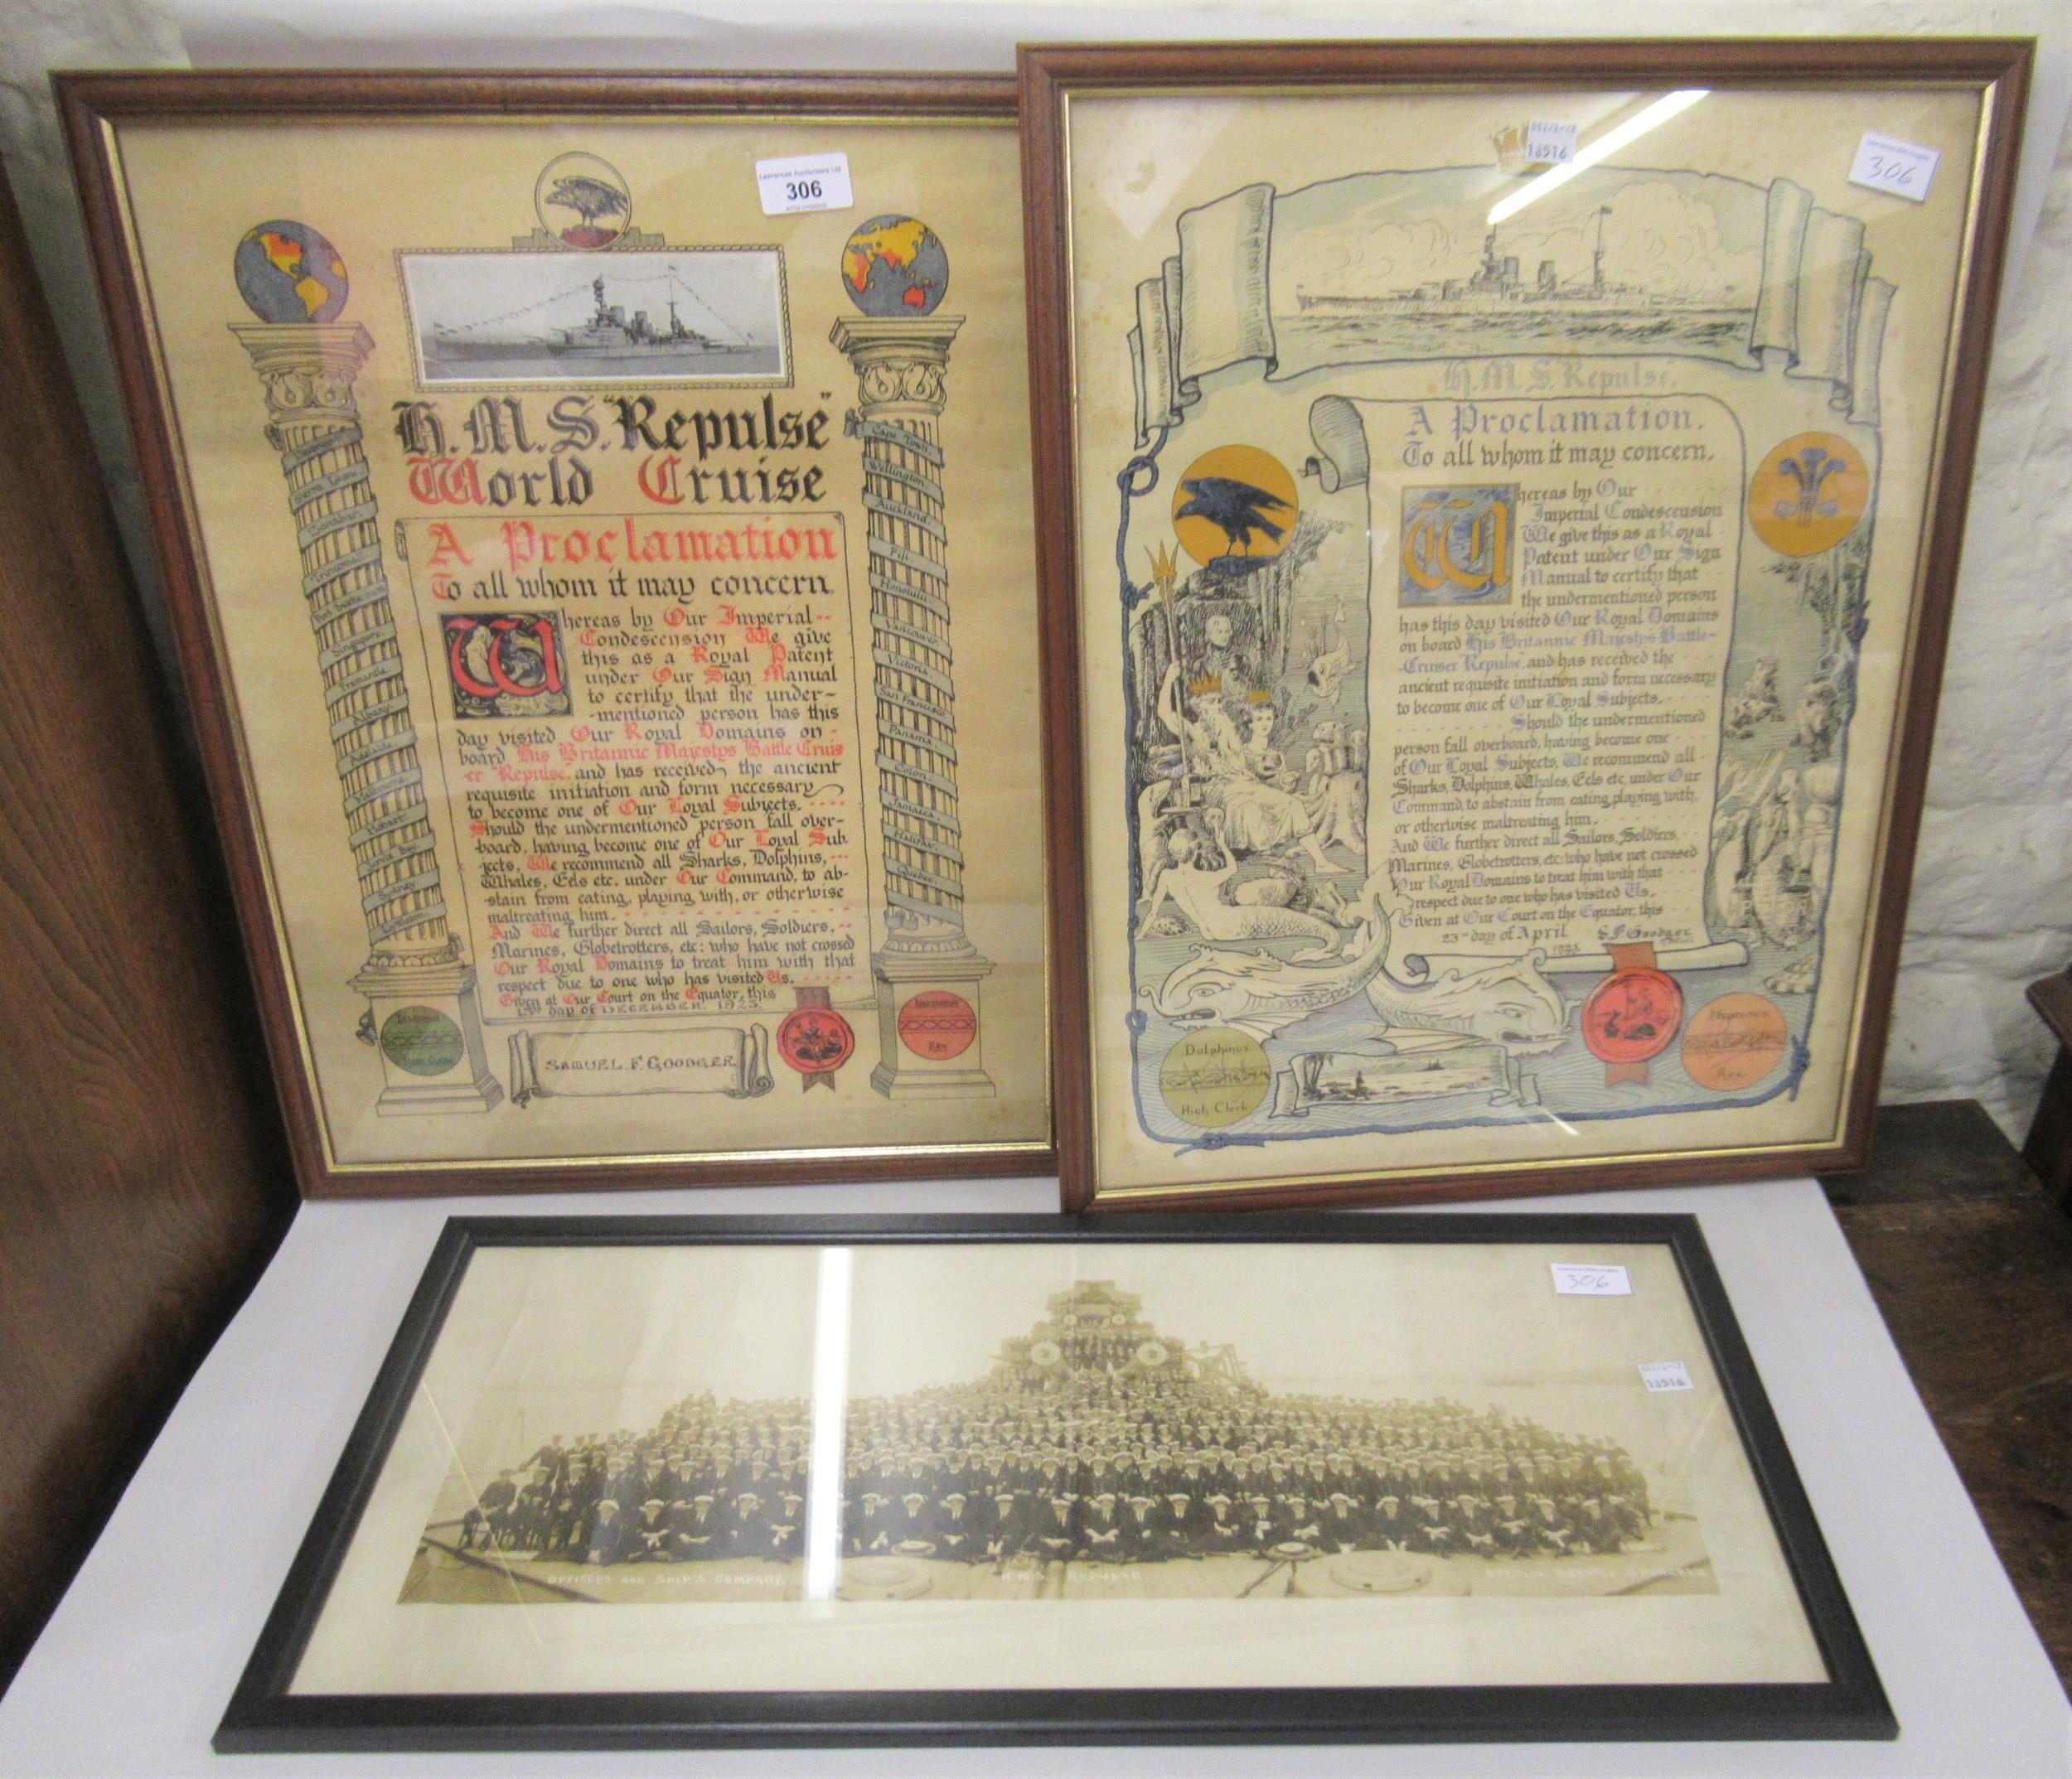 Lawrences Auctioneers Ltd.
306
H.M.S. "Repulse"
World Cruise
A Proclamation
To all whom it may concern.
Whereas by Our Imperial--
Condescension We give
this as a Royal Patent
under Our Sign Manual
to certify that the under-
-mentioned person has this
day visited Our Royal Domains on-
board His Britannic Majestys Battle Cruis
-er "Repulse," and has received the ancient
requisite initiation and form necessary
to become one of Our Loyal Subjects. ----
Should the undermentioned person fall over-
-board, having become one of Our Loyal Sub-
jects, We recommend all Sharks, Dolphins, ---
Whales, Eels etc. under Our Command, to ab-
-stain from eating, playing with, or otherwise
maltreating him. - - - - - - - -
And We further direct all Sailors, Soldiers, --
Marines, Globetrotters, etc: who have not crossed
Our Royal Domains to treat him with that
respect due to one who has visited Us. -----
Given at Our Court on the Equator, this
day of DECEMBER. 1923.
SAMUEL. F. GOODGER
Rex
Sierra Leone.
Zanzibar.
Trincomali.
Port Swettenham
Singapore.
Fremantle.
Albany.
Adelaide.
Melbourne.
Hobart.
Jervis Bay.
Sydney
Cape Town.
Wellington.
Auckland.
Fiji.
Honolulu.
Vancouver.
Victoria.
San Francisco.
Panama.
Colon.
Jamaica.
Halifax.
Quebec.
18516
306
H.M.S. Repulse.
A Proclamation.
To all whom it may concern.
Whereas by Our
Imperial Condescension
We give this as a Royal
Patent under Our Sign
Manual to certify that
the undermentioned person
has this day visited Our Royal Domains
on board His Britannic Majestys Battle-
-Cruiser Repulse, and has received the
ancient requisite initiation and form necessary
to become one of Our Loyal Subjects.
Should the undermentioned
person fall overboard, having become one
of Our Loyal Subjects, We recommend all
Sharks, Dolphins, Whales, Eels etc. under Our
Command, to abstain from eating, playing with,
or otherwise maltreating him.
And We further direct all Sailors, Soldiers,
Marines, Globetrotters, etc: who have not crossed
Our Royal Domains to treat him with that
respect due to one who has visited Us.
Given at Our Court on the Equator, this
23rd day of April S F Goodger
Dolphinus
High Clerk
Neptunus
Rex
306
18516
OFFICERS AND SHIP'S COMPANY
H.M.S. REPULSE